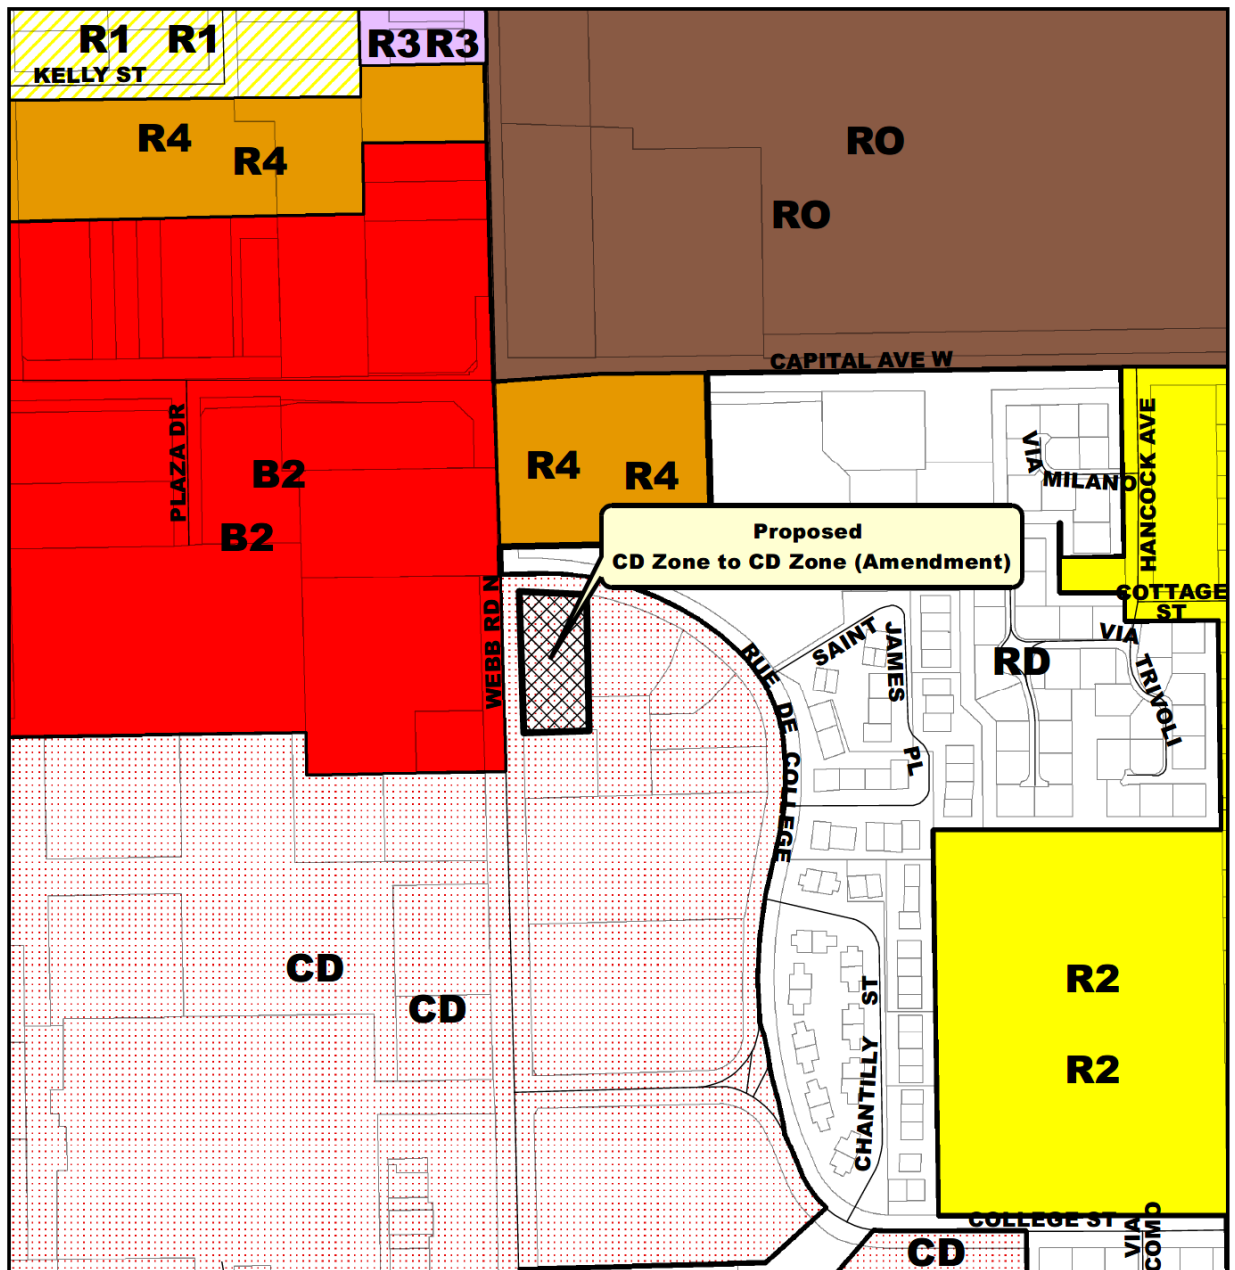 R1 R1
R3 R3
KELLY ST
R4
R4
RO
RO
CAPITAL AVE W
PLAZA DR
B2
B2
R4
R4
VIA
MILANO
HANCOCK AVE
Proposed
CD Zone to CD Zone (Amendment)
COTTAGE
ST
WEBB RD N
RUE DE COLLEGE
SAINT
JAMES
PL
RD
VIA
TRIVOLI
CD
CD
R2
R2
CHANTILLY ST
COLLEGE ST
VIA
COMO
CD